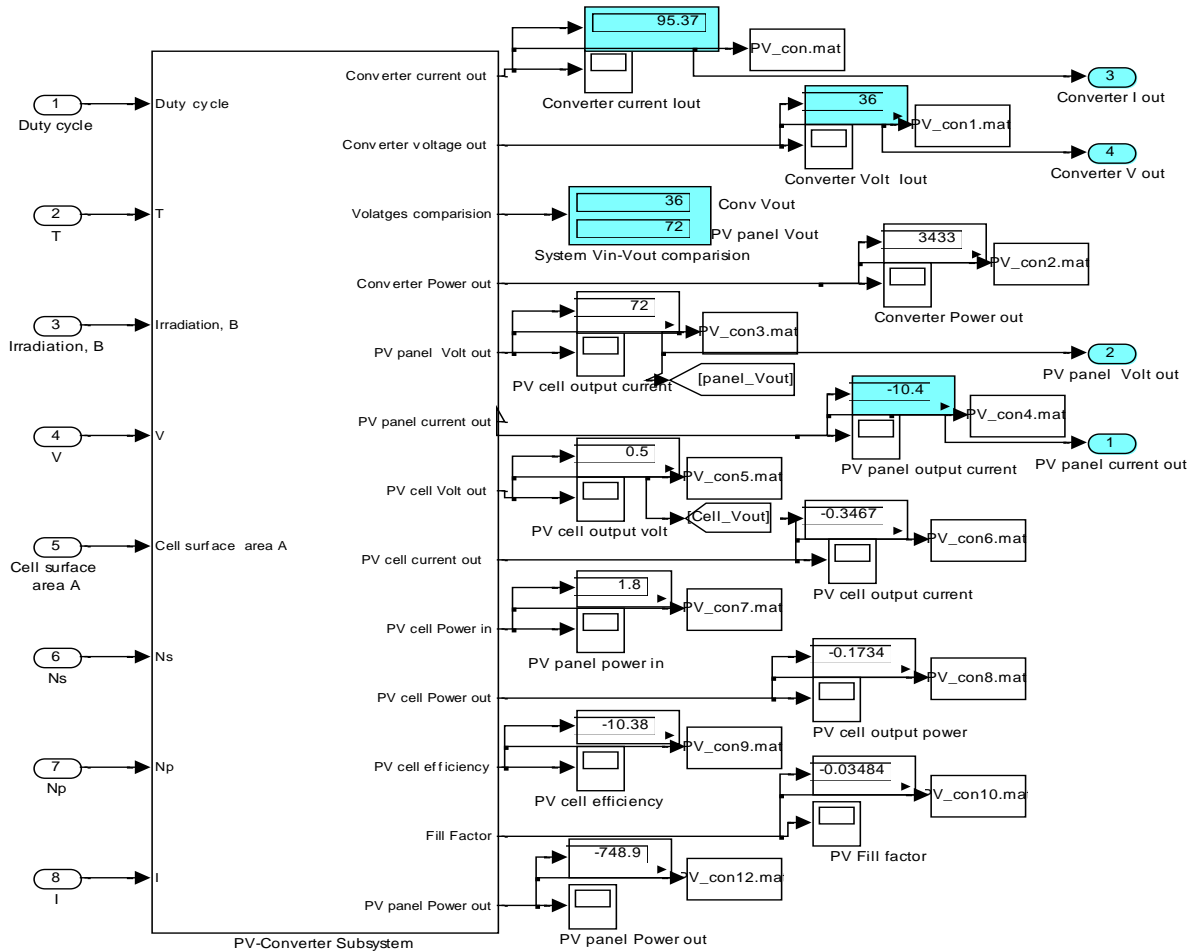 95.37
PV_con.mat
Converter current out
Converter current Iout
3
Converter I out
1
Duty cycle
Duty cycle
36
PV_con1.mat
Converter voltage out
4
Converter Volt Iout
Converter V out
2
T
T
Volatges comparision
36
Conv Vout
72
PV panel Vout
System Vin-Vout comparision
3433
PV_con2.mat
Converter Power out
Converter Power out
3
Irradiation, B
Irradiation, B
72
PV_con3.mat
PV panel Volt out
2
PV panel Volt out
PV cell output current
[panel_Vout]
-10.4
PV_con4.mat
PV panel current out
1
PV panel current out
PV panel output current
4
V
V
0.5
PV_con5.mat
PV cell Volt out
PV cell output volt
[Cell_Vout]
-0.3467
PV_con6.mat
5
Cell surface area A
Cell surface
area A
PV cell current out
PV cell output current
1.8
PV_con7.mat
PV cell Power in
PV panel power in
6
Ns
Ns
-0.1734
PV_con8.mat
PV cell Power out
PV cell output power
-10.38
PV_con9.mat
PV cell efficiency
PV cell efficiency
7
Np
Np
-0.03484
PV_con10.ma
Fill Factor
PV Fill factor
-748.9
PV_con12.mat
8
I
I
PV panel Power out
PV panel Power out
PV-Converter Subsystem